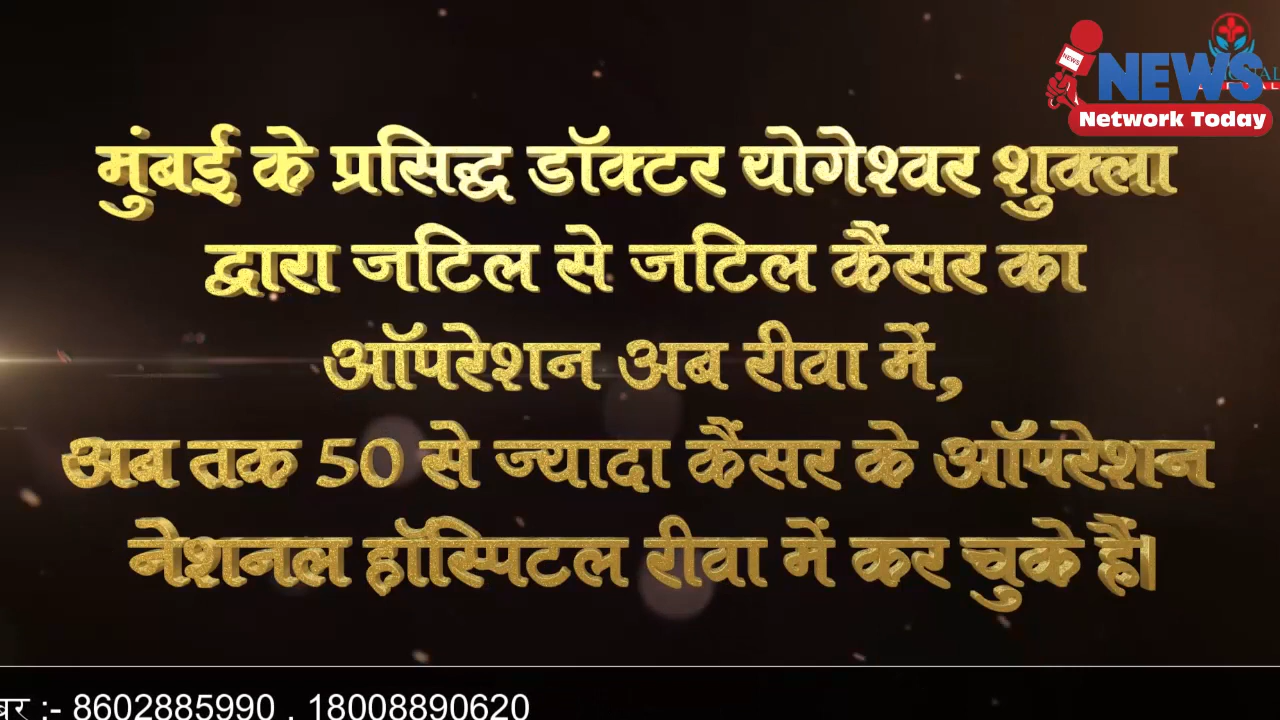 NEWS
NEWS
Network Today
मुंबई के प्रसिद्ध डॉक्टर योगेश्वर शुक्ला
द्वारा जटिल से जटिल कैंसर का
ऑपरेशन अब रीवा में,
अब तक 50 से ज्यादा कैंसर के ऑपरेशन
नेशनल हॉस्पिटल रीवा में कर चुके हैं।
:- 8602885990 , 18008890620